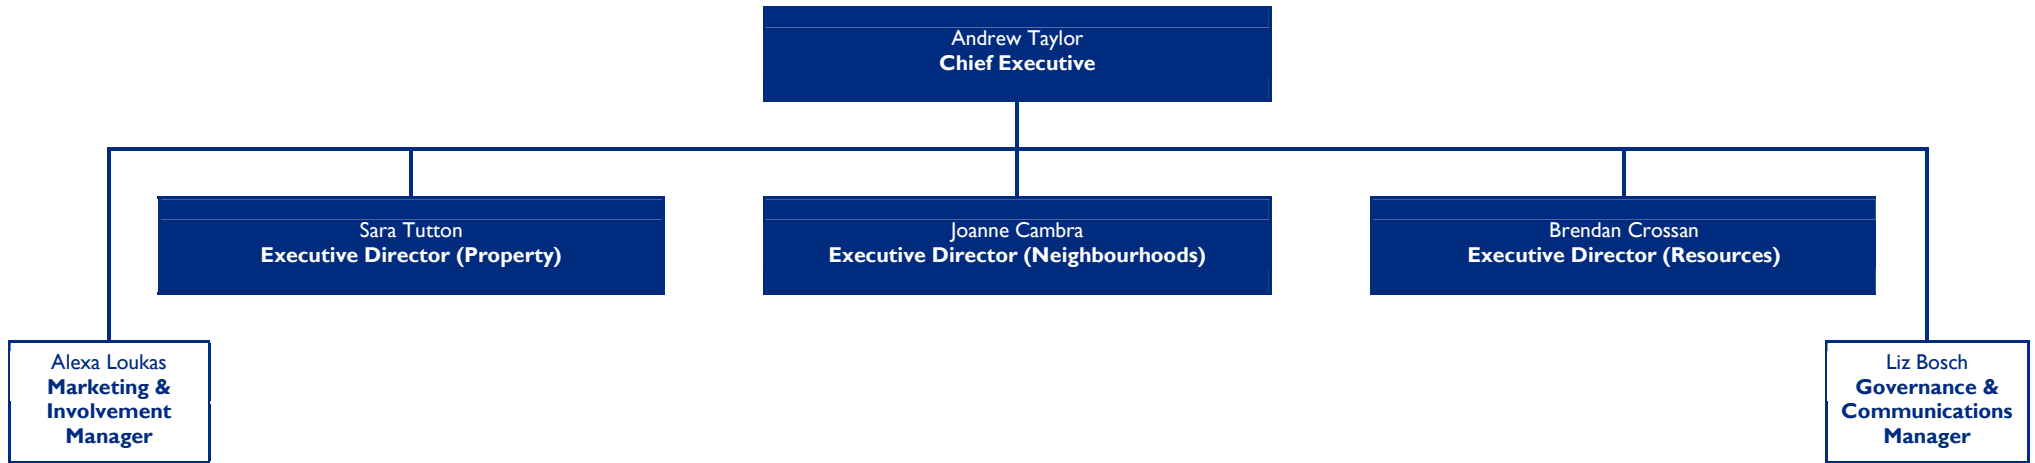 Andrew Taylor
Chief Executive
Sara Tutton
Executive Director (Property)
Joanne Cambra
Executive Director (Neighbourhoods)
Brendan Crossan
Executive Director (Resources)
Alexa Loukas
Marketing &
Involvement
Manager
Liz Bosch
Governance &
Communications
Manager